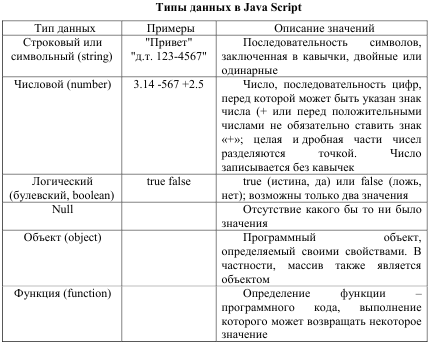 Типы данных в Java Script
Тип данных Примеры Описание значений
Строковый или "Привет" Последовательность символов,
символьный (string) "д.т. 123-4567" заключенная в кавычки, двойные или
одинарные
Числовой (number) 3.14 -567 +2.5 Число, последовательность цифр,
перед которой может быть указан знак
числа (+ или перед положительными
числами не обязательно ставить знак
«+»; целая и дробная части чисел
разделяются точкой. Число
записывается без кавычек
Логический true false true (истина, да) или false (ложь,
(булевский, boolean) нет); возможны только два значения
Null Отсутствие какого бы то ни было
значения
Объект (object) Программный объект,
определяемый своими свойствами. В
частности, массив также является
объектом
Функция (function) Определение функции –
программного кода, выполнение
которого может возвращать некоторое
значение